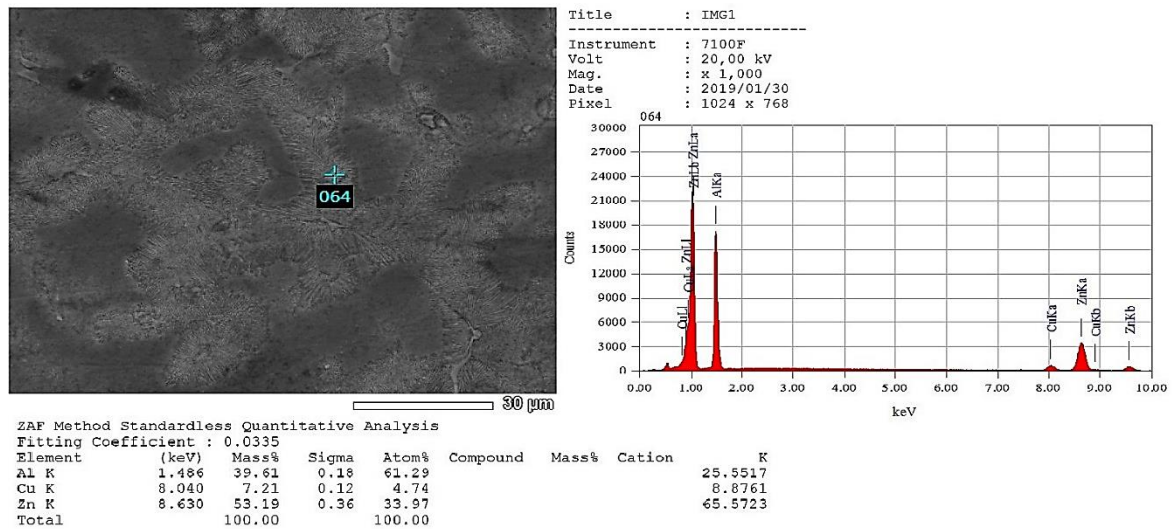 Title : IMG1
---------------------------
Instrument : 7100F
Volt : 20,00 kV
Mag. : x 1,000
Date : 2019/01/30
Pixel : 1024 x 768
064
064
30 µm
30000
27000
24000
21000
18000
15000
12000
9000
6000
3000
0
Counts
CuLl
CuLa ZnLl
ZnLb ZnLa
AlKa
CuKa
ZnKa
CuKb
ZnKb
0.00 1.00 2.00 3.00 4.00 5.00 6.00 7.00 8.00 9.00 10.00
keV
ZAF Method Standardless Quantitative Analysis
Fitting Coefficient : 0.0335
Element (keV) Mass% Sigma Atom% Compound Mass% Cation K
Al K 1.486 39.61 0.18 61.29 25.5517
Cu K 8.040 7.21 0.12 4.74 8.8761
Zn K 8.630 53.19 0.36 33.97 65.5723
Total 100.00 100.00